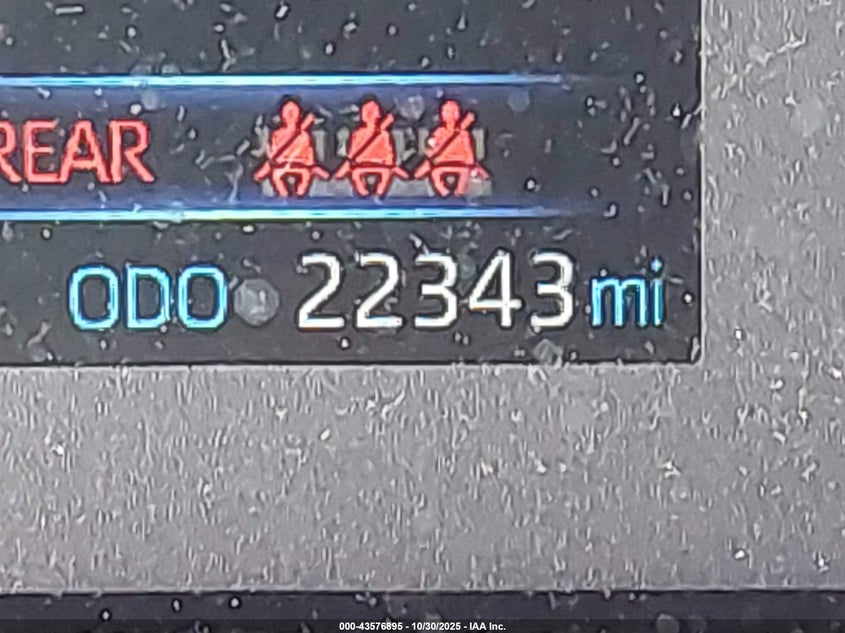 REAR
ODO 22343 mi
000-43576895 - 10/30/2025 - IAA Inc.